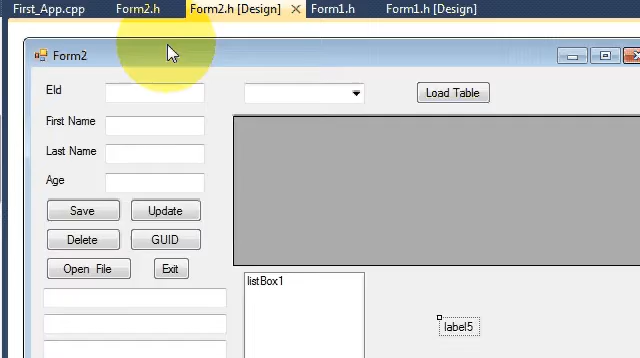 First_App.cpp Form2.h Form2.h [Design] Form1.h Form1.h [Design]
Form2
EId Load Table
First Name
Last Name
Age
Save Update
Delete GUID
Open File Exit
listBox1
label5